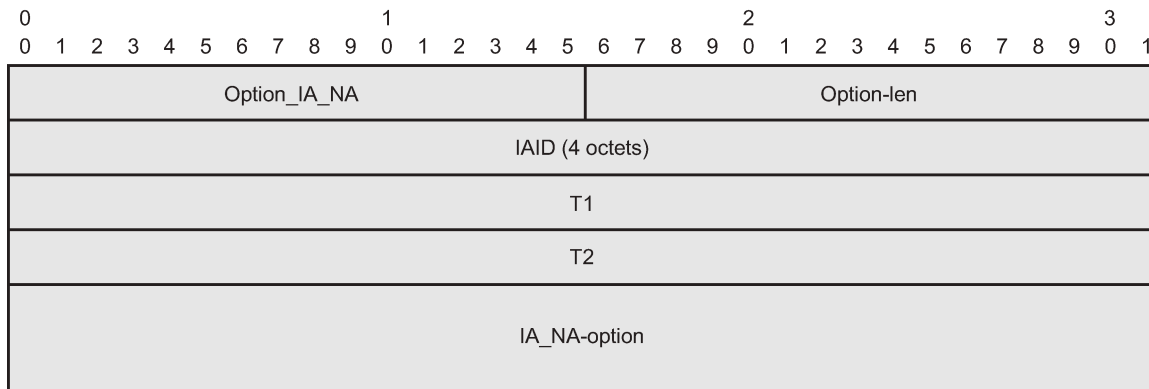 0 1 2 3
0 1 2 3 4 5 6 7 8 9 0 1 2 3 4 5 6 7 8 9 0 1 2 3 4 5 6 7 8 9 0 1
Option_IA_NA Option-len
IAID (4 octets)
T1
T2
IA_NA-option